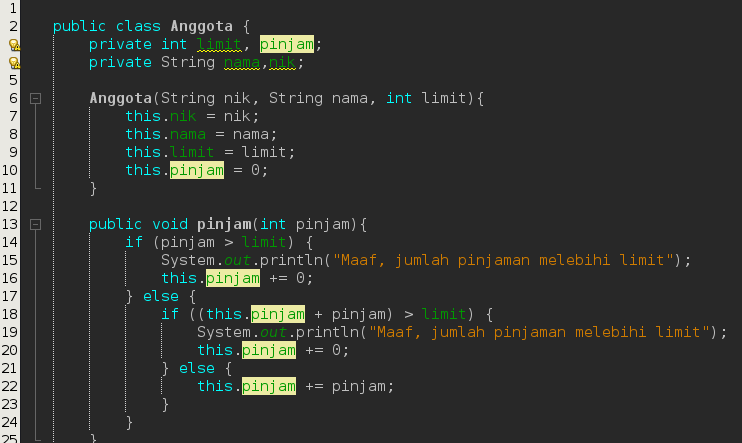 1
2 public class Anggota {
private int limit, pinjam;
private String nama,nik;
5
6 Anggota(String nik, String nama, int limit){
7 this.nik = nik;
8 this.nama = nama;
9 this.limit = limit;
10 this.pinjam = 0;
11 }
12
13 public void pinjam(int pinjam){
14 if (pinjam > limit) {
15 System.out.println("Maaf, jumlah pinjaman melebihi limit");
16 this.pinjam += 0;
17 } else {
18 if ((this.pinjam + pinjam) > limit) {
19 System.out.println("Maaf, jumlah pinjaman melebihi limit");
20 this.pinjam += 0;
21 } else {
22 this.pinjam += pinjam;
23 }
24 }
25 }